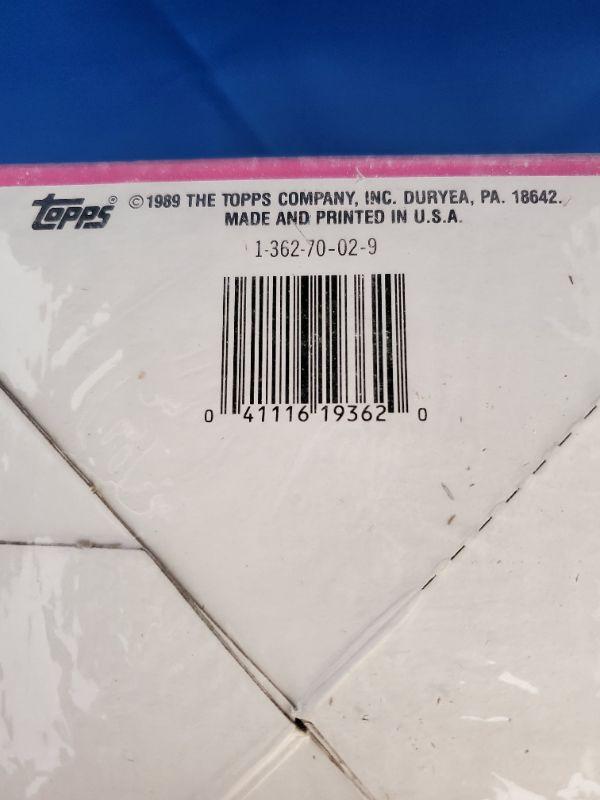 TOPPS® ©1989 THE TOPPS COMPANY, INC. DURYEA, PA. 18642.
MADE AND PRINTED IN U.S.A.
1-362-70-02-9
0 41116 19362 0